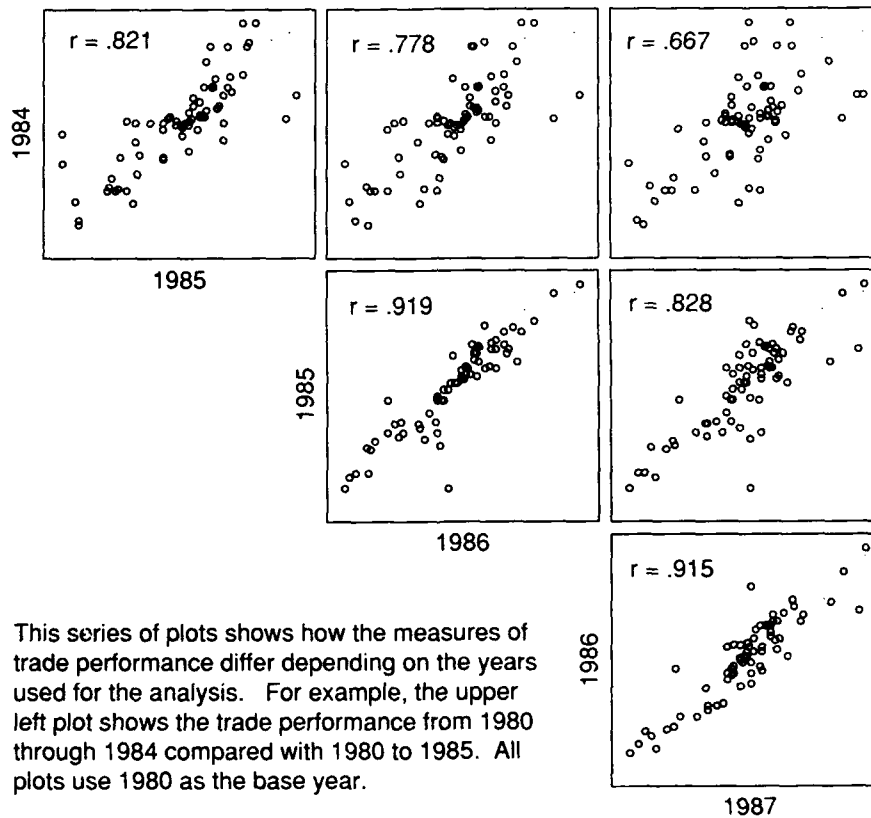 r = .821
r = .778
r = .667
1984
1985
r = .919
r = .828
1985
1986
r = .915
1986
This series of plots shows how the measures of
trade performance differ depending on the years
used for the analysis. For example, the upper
left plot shows the trade performance from 1980
through 1984 compared with 1980 to 1985. All
plots use 1980 as the base year.
1987